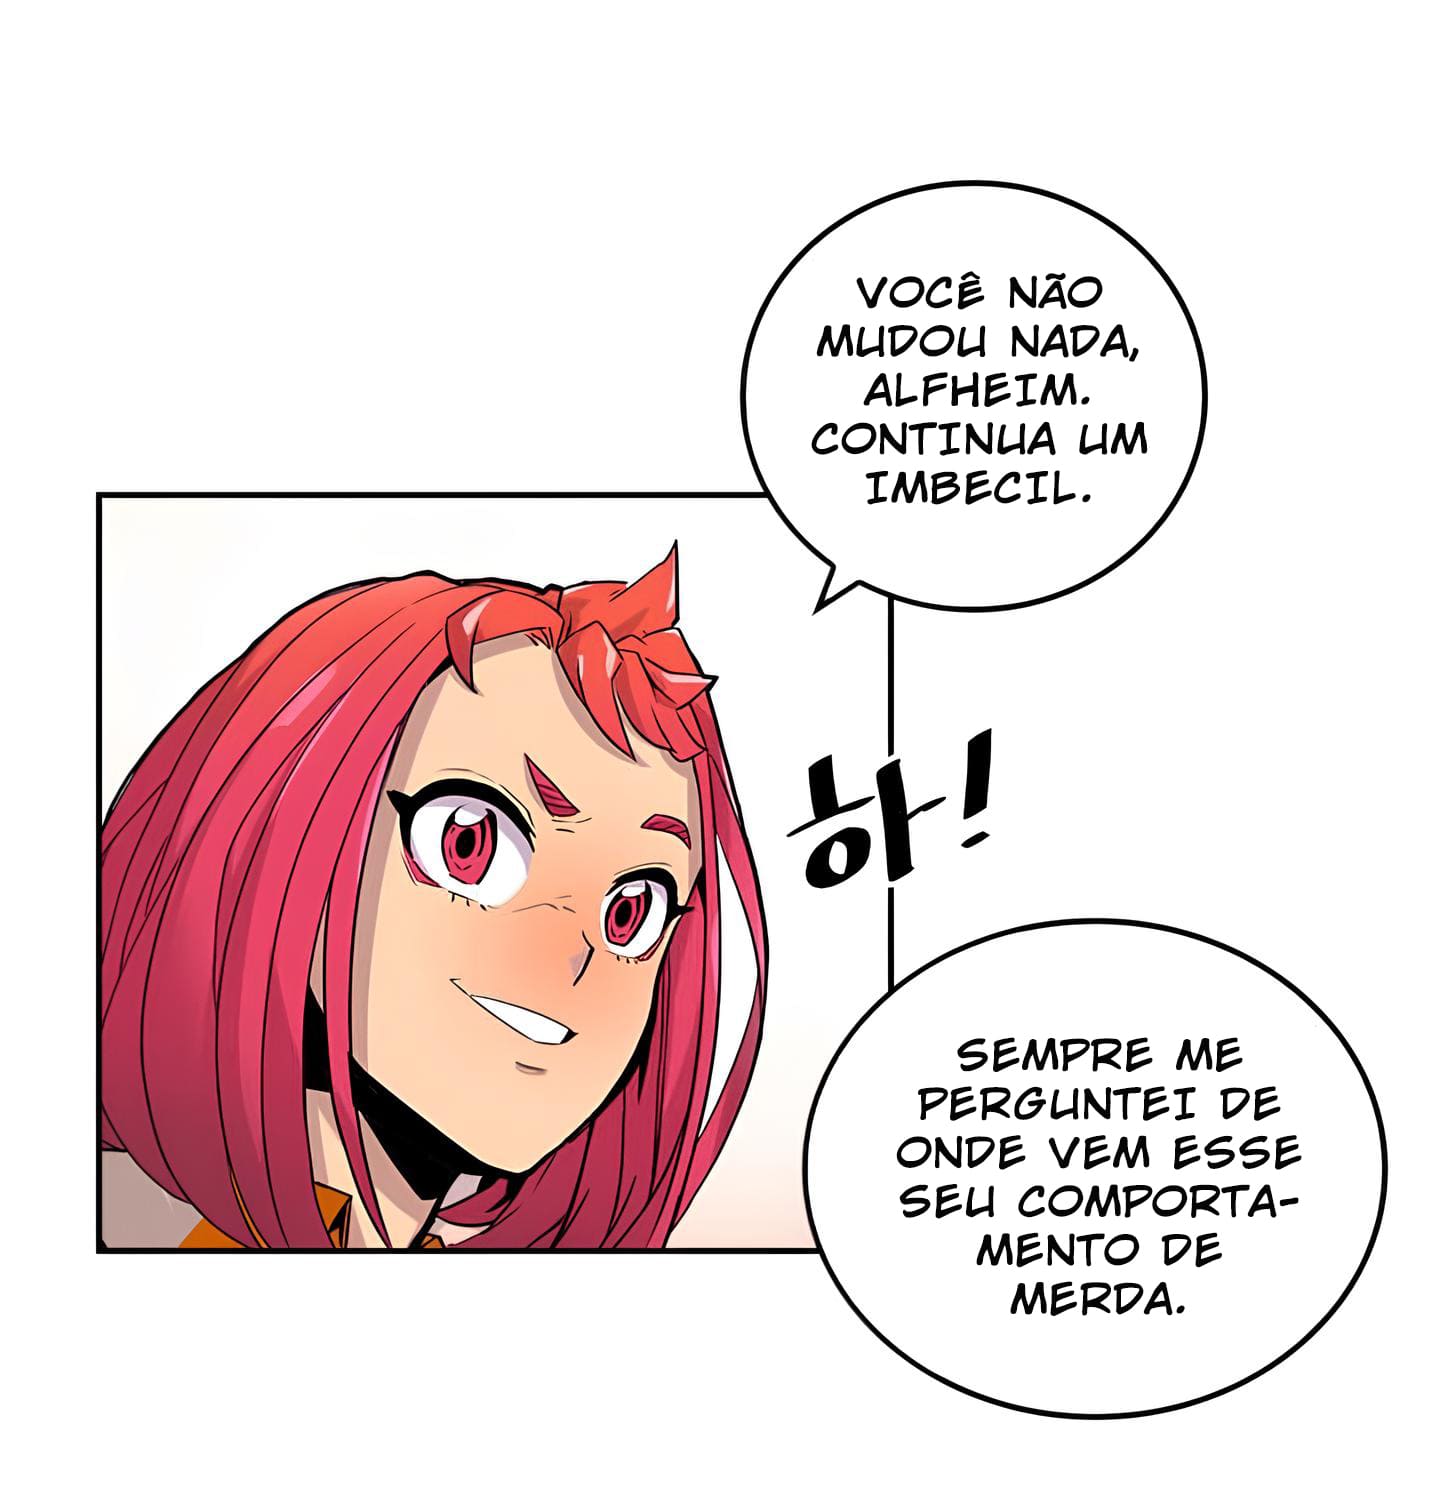 VOCÊ NÃO
MUDOU NADA,
ALFHEIM.
CONTINUA UM
IMBECIL.
하!
SEMPRE ME
PERGUNTEI DE
ONDE VEM ESSE
SEU COMPORTA-
MENTO DE
MERDA.